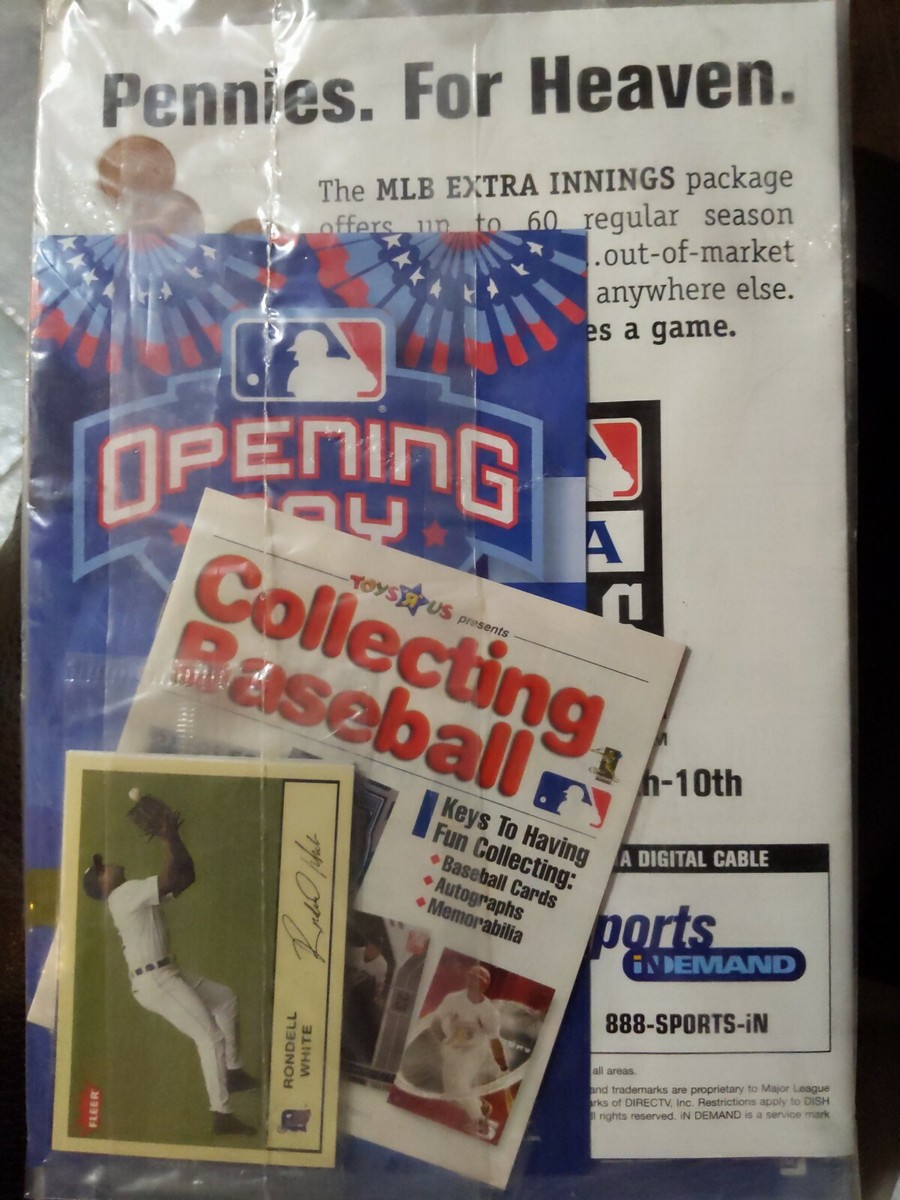 Pennies. For Heaven.
The MLB EXTRA INNINGS package
offers up to 60 regular season
.out-of-market
anywhere else.
es a game.
OPENING
DAY
A
TOYS R US presents
Collecting
Baseball
Keys To Having
Fun Collecting:
Baseball Cards
Autographs
Memorabilia
h-10th
A DIGITAL CABLE
ports
iNDEMAND
888-SPORTS-iN
all areas.
and trademarks are proprietary to Major League
rks of DIRECTV, Inc. Restrictions apply to DISH
ll rights reserved. iN DEMAND is a service mark
RONDELL
WHITE
FLEER